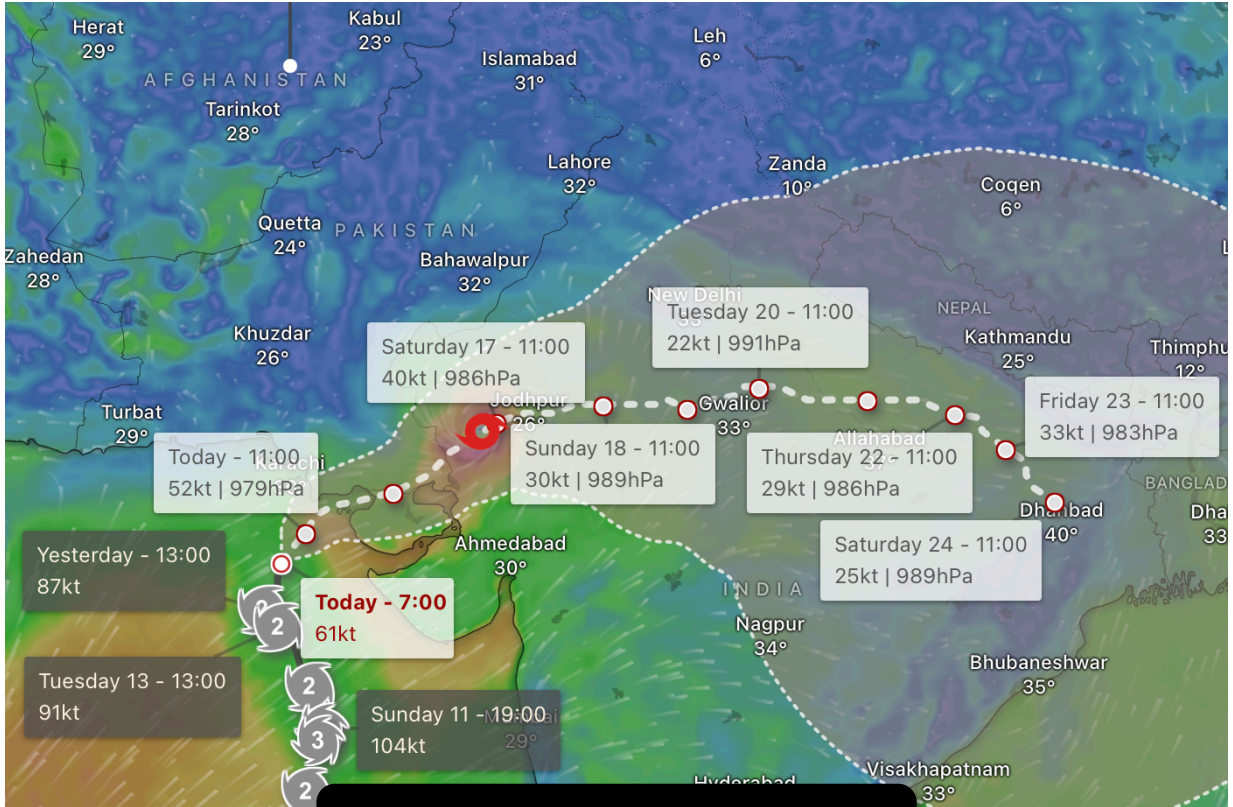 Herat
29°
Kabul
23°
Islamabad
31°
Leh
6°
AFGHANISTAN
Tarinkot
28°
Lahore
32°
Zanda
10°
Coqen
6°
Quetta
24°
PAKISTAN
Zahedan
28°
Bahawalpur
32°
New Delhi
33°
Tuesday 20 - 11:00
22kt | 991hPa
NEPAL
Kathmandu
25°
Thimphu
12°
Khuzdar
26°
Saturday 17 - 11:00
40kt | 986hPa
Jodhpur
26°
Gwalior
33°
Friday 23 - 11:00
33kt | 983hPa
Turbat
29°
Karachi
Today - 11:00
52kt | 979hPa
Sunday 18 - 11:00
30kt | 989hPa
Allahabad
Thursday 22 - 11:00
29kt | 986hPa
BANGLAD
Dhanbad
40°
Dha
33
Ahmedabad
30°
Saturday 24 - 11:00
25kt | 989hPa
Yesterday - 13:00
87kt
2
2
Today - 7:00
61kt
INDIA
Nagpur
34°
Bhubaneshwar
35°
Tuesday 13 - 13:00
91kt
2
Sunday 11 - 19:00
104kt
Mumbai
29°
3
2
Hyderabad
Visakhapatnam
33°